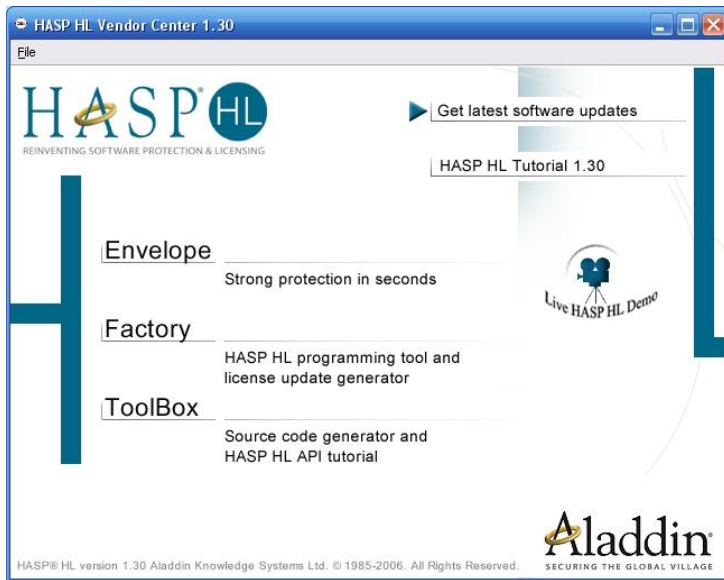 HASP HL Vendor Center 1.30
File
HASP® HL
REINVENTING SOFTWARE PROTECTION & LICENSING
Get latest software updates
HASP HL Tutorial 1.30
Envelope
Strong protection in seconds
Live HASP HL Demo
Factory
HASP HL programming tool and
license update generator
ToolBox
Source code generator and
HASP HL API tutorial
Aladdin
SECURING THE GLOBAL VILLAGE
HASP® HL version 1.30 Aladdin Knowledge Systems Ltd. © 1985-2006. All Rights Reserved.